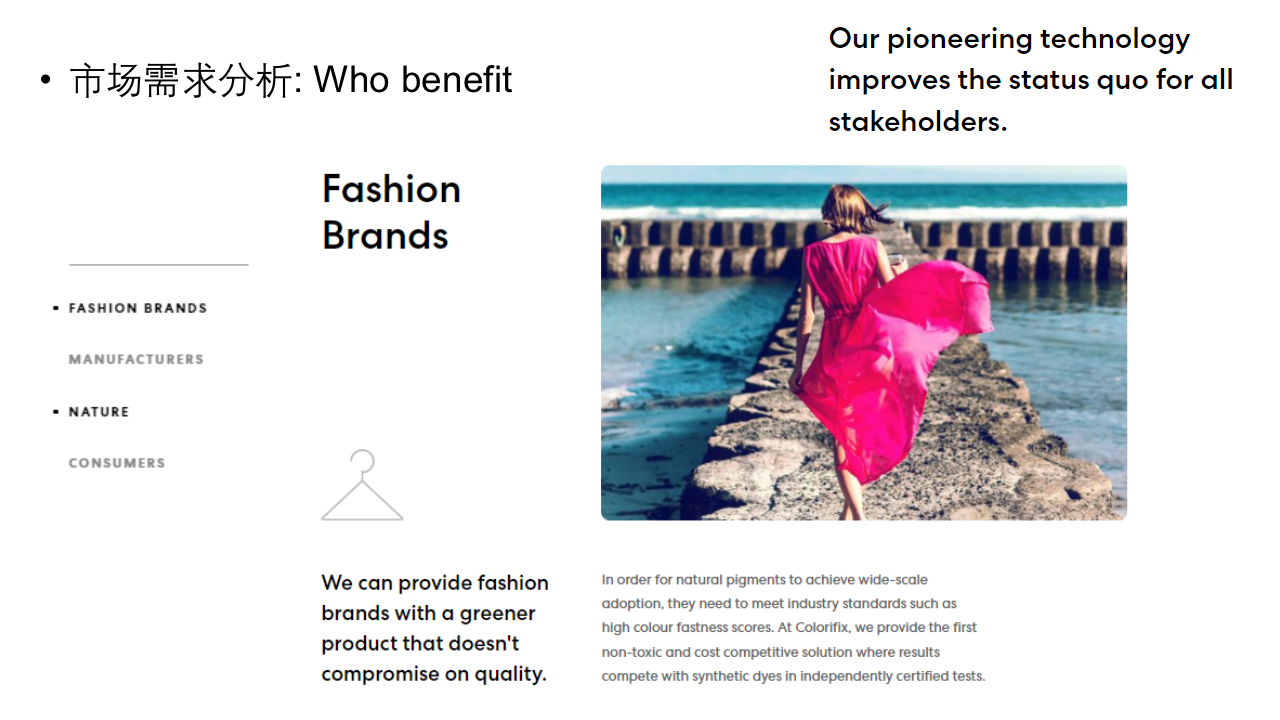 • 市场需求分析: Who benefit
Our pioneering technology
improves the status quo for all
stakeholders.
Fashion
Brands
• FASHION BRANDS
MANUFACTURERS
• NATURE
CONSUMERS
We can provide fashion
brands with a greener
product that doesn't
compromise on quality.
In order for natural pigments to achieve wide-scale
adoption, they need to meet industry standards such as
high colour fastness scores. At Colorifix, we provide the first
non-toxic and cost competitive solution where results
compete with synthetic dyes in independently certified tests.